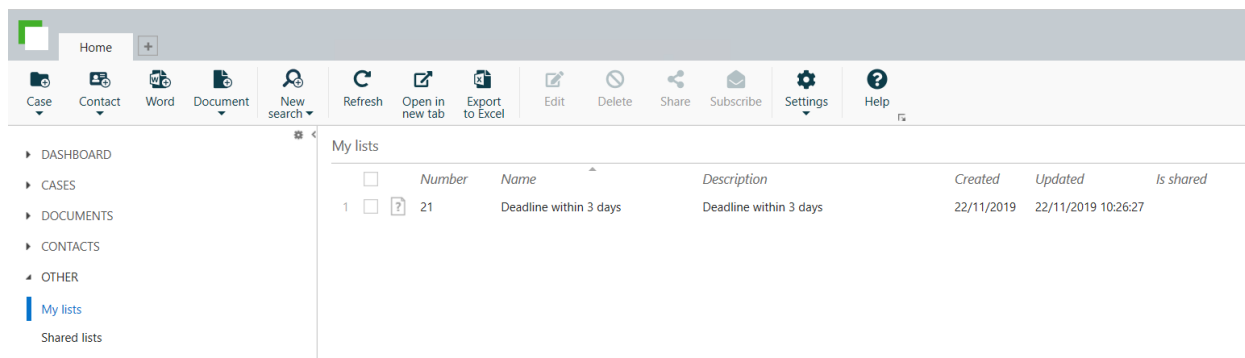 Home +
Case Contact Word Document New search Refresh Open in new tab Export to Excel Edit Delete Share Subscribe Settings Help
DASHBOARD
CASES
DOCUMENTS
CONTACTS
OTHER
My lists
Shared lists
My lists
Number Name Description Created Updated Is shared
1 ? 21 Deadline within 3 days Deadline within 3 days 22/11/2019 22/11/2019 10:26:27